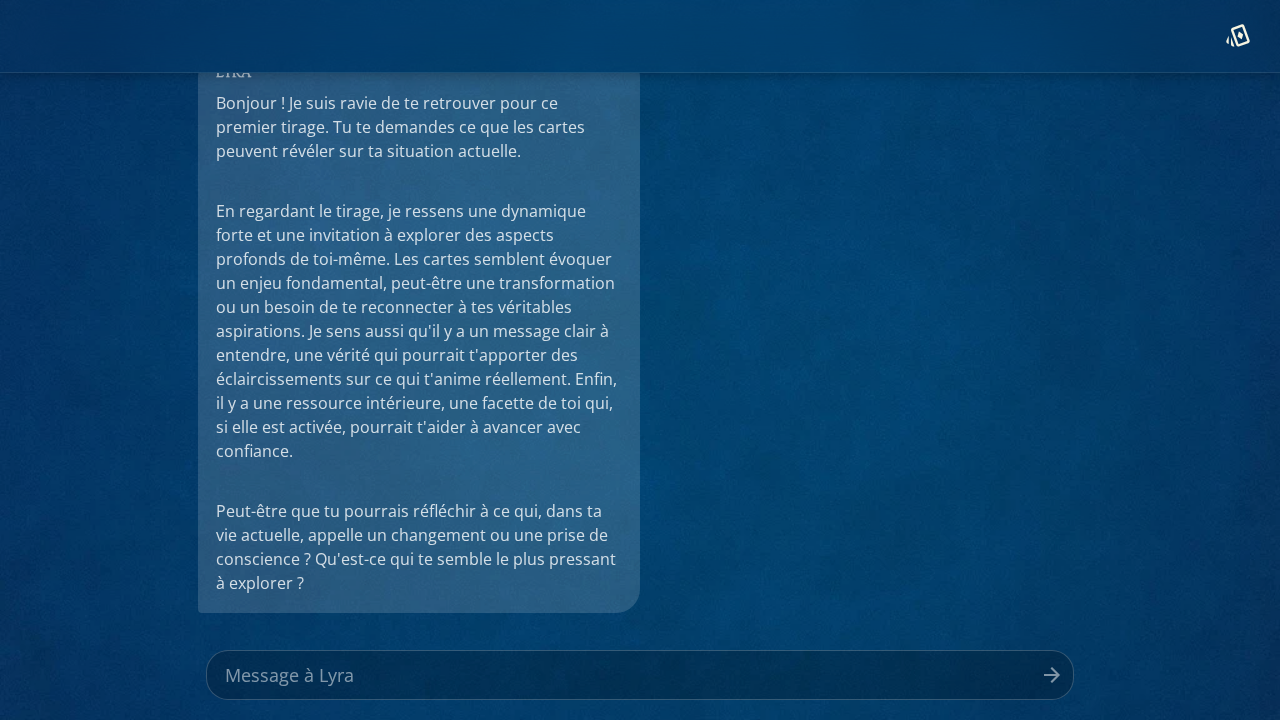 LYRA
Bonjour ! Je suis ravie de te retrouver pour ce
premier tirage. Tu te demandes ce que les cartes
peuvent révéler sur ta situation actuelle.
En regardant le tirage, je ressens une dynamique
forte et une invitation à explorer des aspects
profonds de toi-même. Les cartes semblent évoquer
un enjeu fondamental, peut-être une transformation
ou un besoin de te reconnecter à tes véritables
aspirations. Je sens aussi qu'il y a un message clair à
entendre, une vérité qui pourrait t'apporter des
éclaircissements sur ce qui t'anime réellement. Enfin,
il y a une ressource intérieure, une facette de toi qui,
si elle est activée, pourrait t'aider à avancer avec
confiance.
Peut-être que tu pourrais réfléchir à ce qui, dans ta
vie actuelle, appelle un changement ou une prise de
conscience ? Qu'est-ce qui te semble le plus pressant
à explorer ?
Message à Lyra